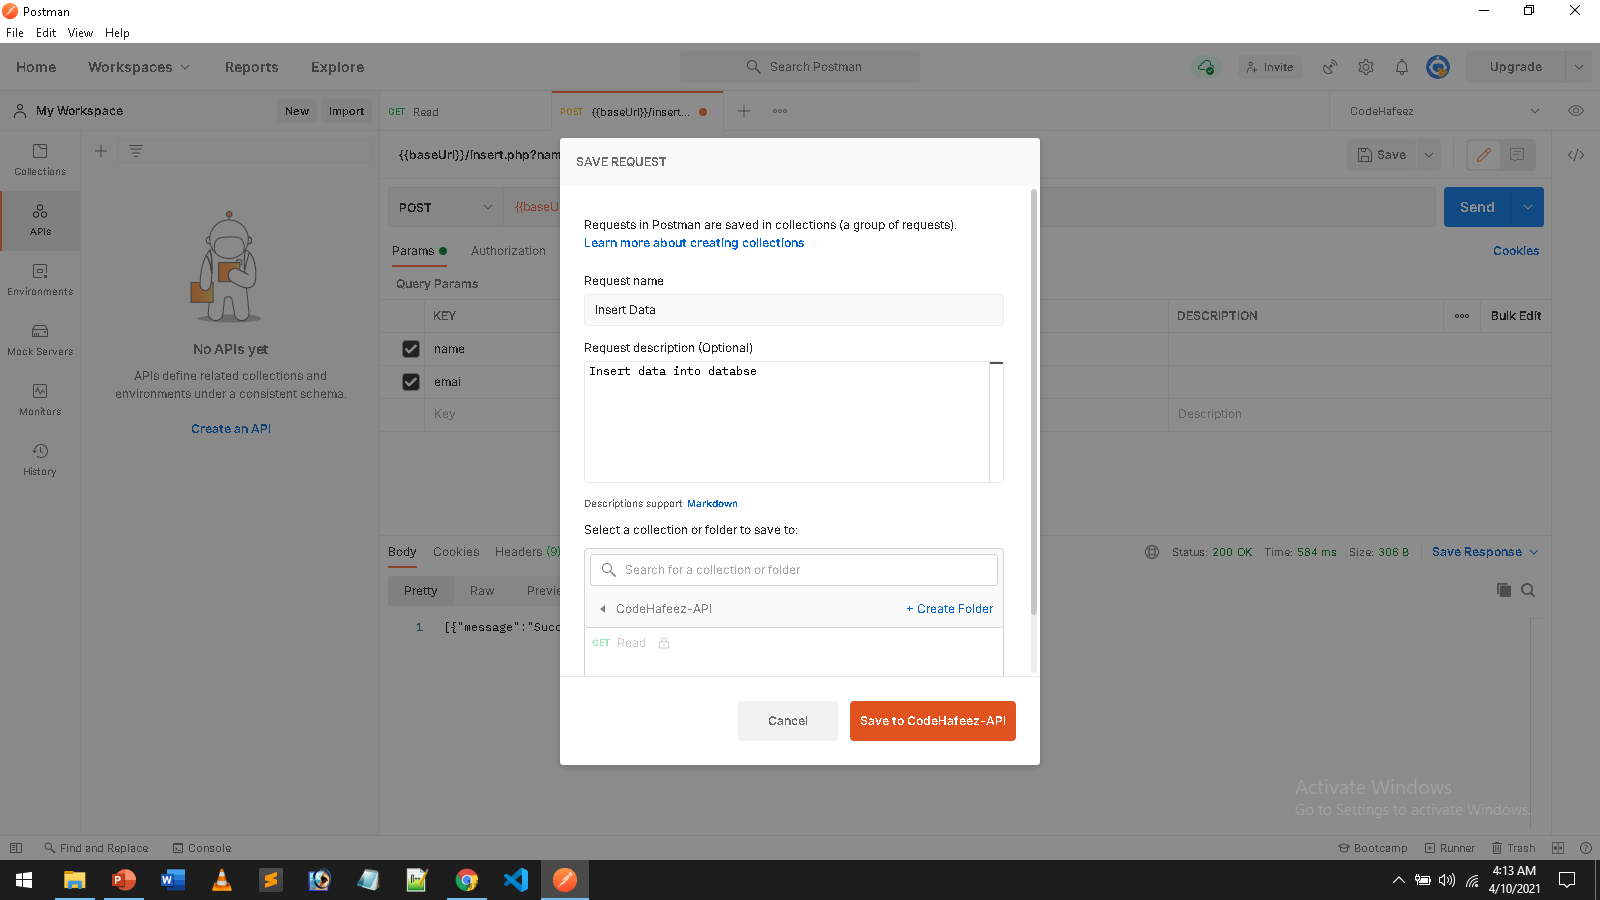 Postman
File Edit View Help
Home Workspaces Reports Explore Search Postman Invite Upgrade
My Workspace New Import GET Read POST {{baseUrl}}/insert... CodeHafeez
{{baseUrl}}/insert.php?nam Save
Collections
APIs
Environments
Mock Servers
Monitors
History
No APIs yet
APIs define related collections and
environments under a consistent schema.
Create an API
POST {{baseU Send
Params Authorization Cookies
Query Params
KEY DESCRIPTION Bulk Edit
name
emai
Key Description
SAVE REQUEST
Requests in Postman are saved in collections (a group of requests).
Learn more about creating collections
Request name
Insert Data
Request description (Optional)
Insert data into databse
Descriptions support Markdown
Select a collection or folder to save to:
Search for a collection or folder
CodeHafeez-API + Create Folder
GET Read
Cancel Save to CodeHafeez-API
Body Cookies Headers (9) Status: 200 OK Time: 584 ms Size: 306 B Save Response
Pretty Raw Previe
1 [{"message":"Succ
Activate Windows
Go to Settings to activate Windows.
Find and Replace Console Bootcamp Runner Trash
4:13 AM
4/10/2021